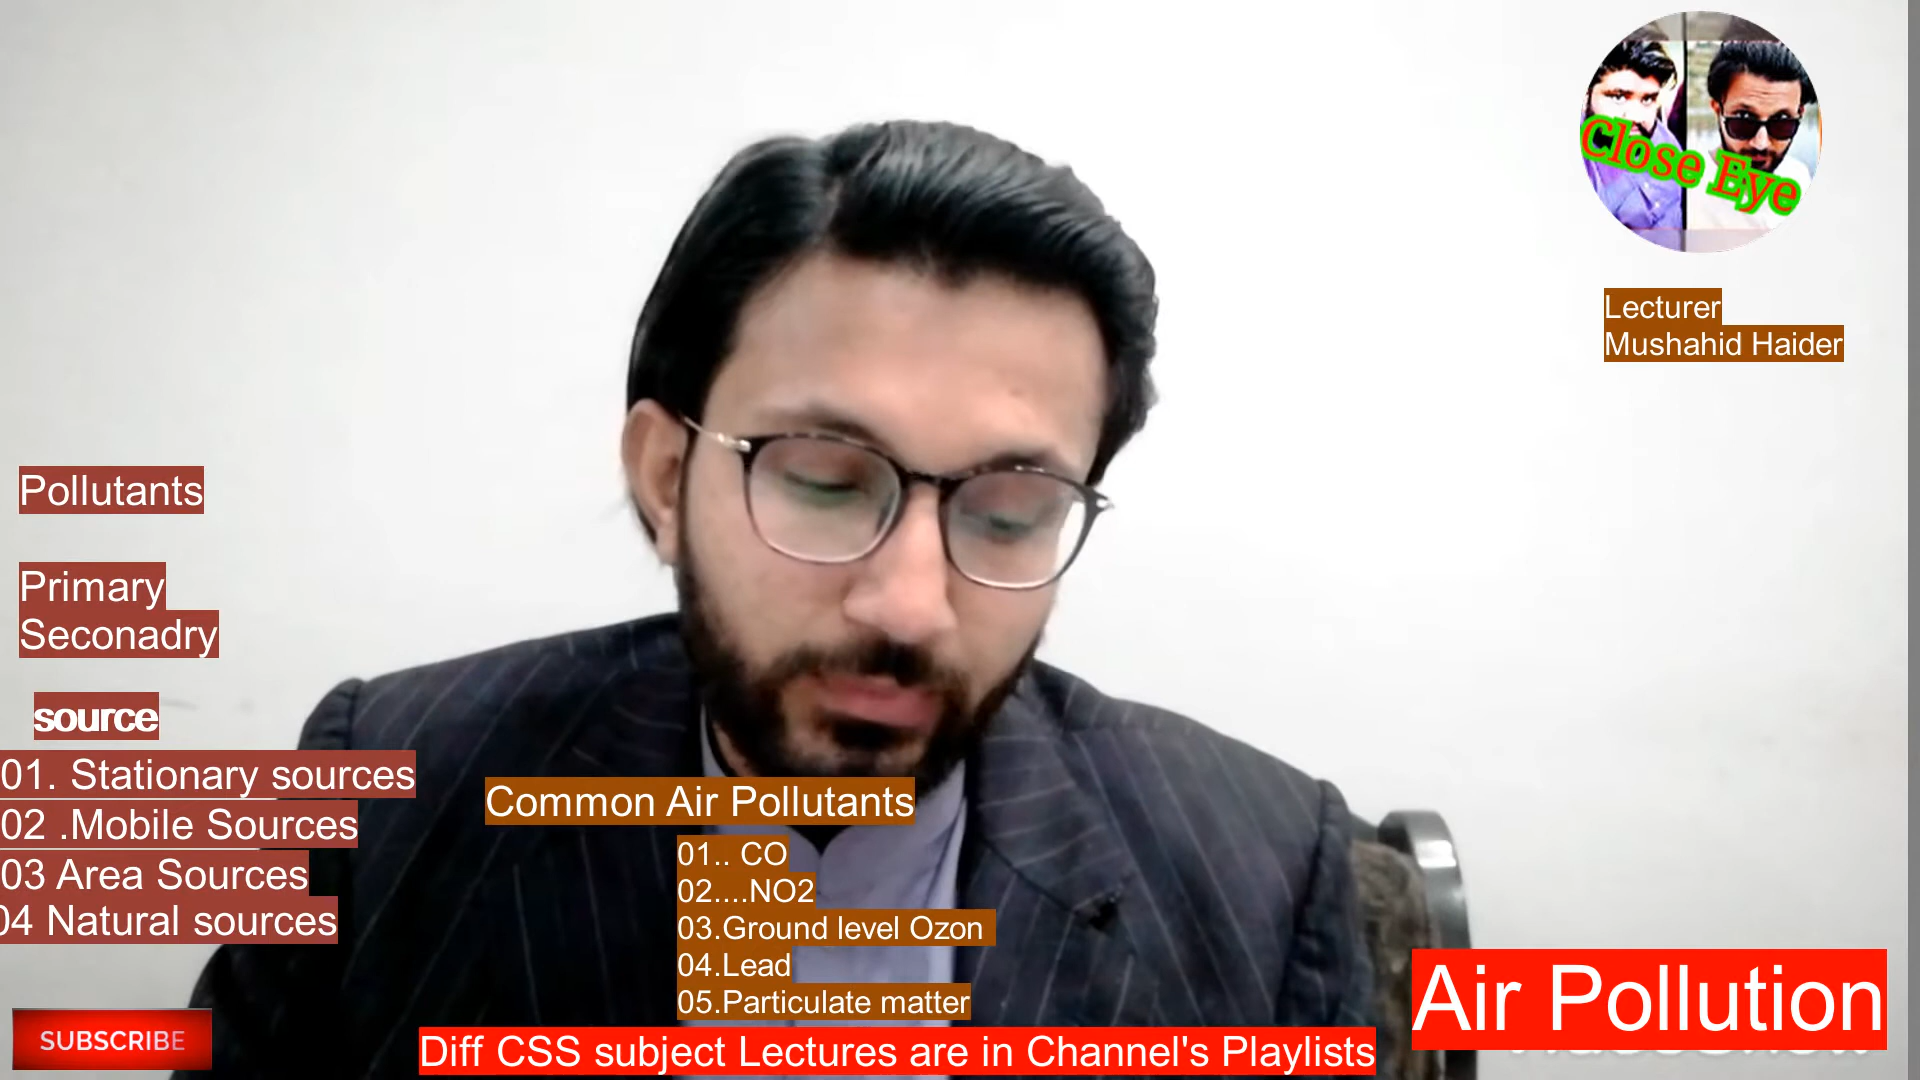 Close Eye
Lecturer
Mushahid Haider
Pollutants
Primary
Seconadry
source
01. Stationary sources
02 .Mobile Sources
03 Area Sources
04 Natural sources
Common Air Pollutants
01.. CO
02....NO2
03.Ground level Ozon
04.Lead
05.Particulate matter
Air Pollution
SUBSCRIBE
Diff CSS subject Lectures are in Channel's Playlists